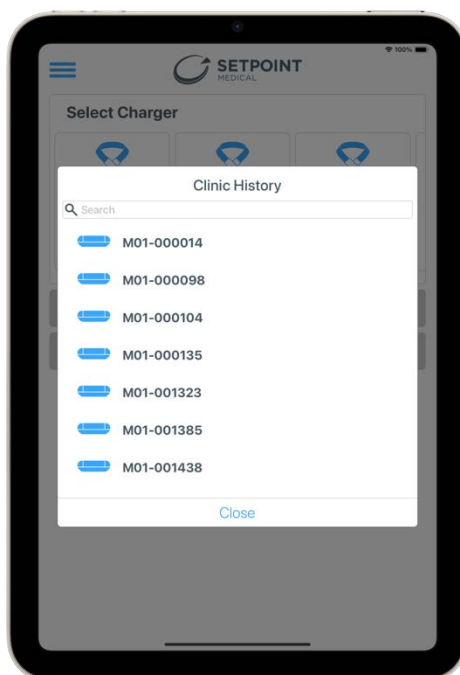 100%
SETPOINT
MEDICAL
Select Charger
Clinic History
Search
M01-000014
M01-000098
M01-000104
M01-000135
M01-001323
M01-001385
M01-001438
Close